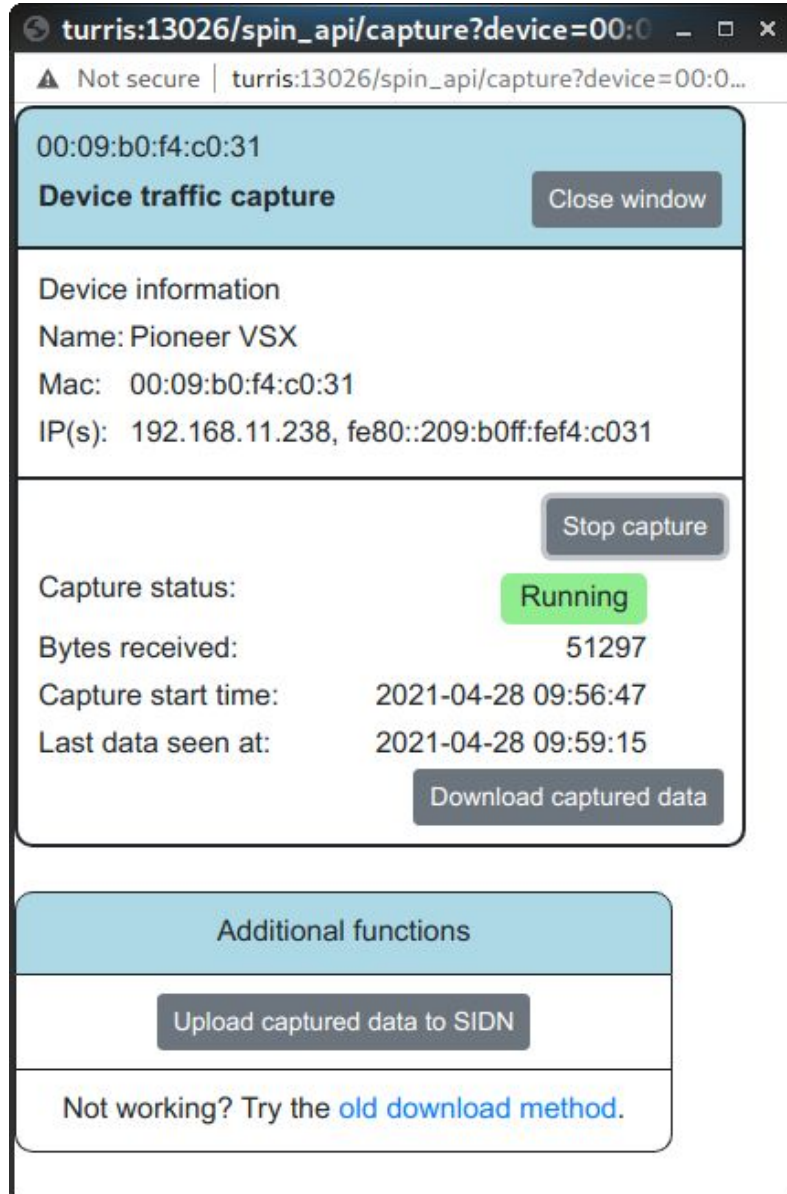 turris:13026/spin_api/capture?device=00:0
Not secure | turris:13026/spin_api/capture?device=00:0...
00:09:b0:f4:c0:31
Device traffic capture
Close window
Device information
Name: Pioneer VSX
Mac: 00:09:b0:f4:c0:31
IP(s): 192.168.11.238, fe80::209:b0ff:fef4:c031
Stop capture
Capture status: Running
Bytes received: 51297
Capture start time: 2021-04-28 09:56:47
Last data seen at: 2021-04-28 09:59:15
Download captured data
Additional functions
Upload captured data to SIDN
Not working? Try the old download method.